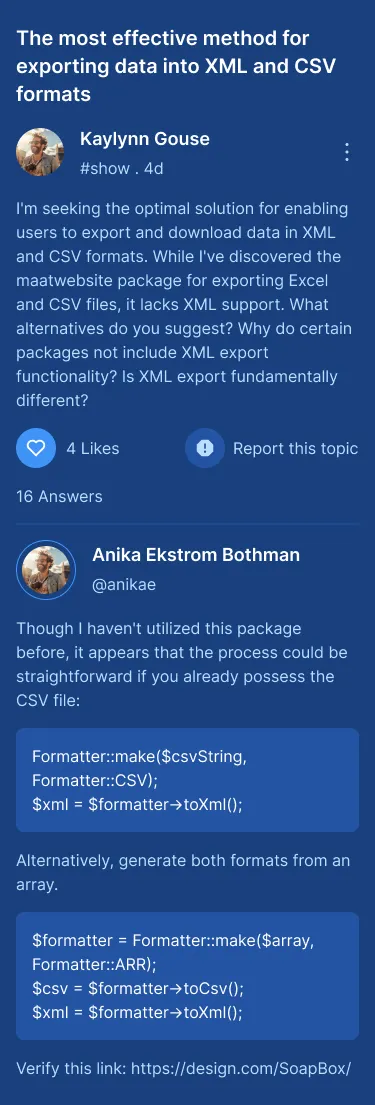 The most effective method for
exporting data into XML and CSV
formats
Kaylynn Gouse
#show . 4d
I'm seeking the optimal solution for enabling
users to export and download data in XML
and CSV formats. While I've discovered the
maatwebsite package for exporting Excel
and CSV files, it lacks XML support. What
alternatives do you suggest? Why do certain
packages not include XML export
functionality? Is XML export fundamentally
different?
4 Likes
Report this topic
16 Answers
Anika Ekstrom Bothman
@anikae
Though I haven't utilized this package
before, it appears that the process could be
straightforward if you already possess the
CSV file:
Formatter::make($csvString,
Formatter::CSV);
$xml = $formatter→toXml();
Alternatively, generate both formats from an
array.
$formatter = Formatter::make($array,
Formatter::ARR);
$csv = $formatter→toCsv();
$xml = $formatter→toXml();
Verify this link: https://design.com/SoapBox/